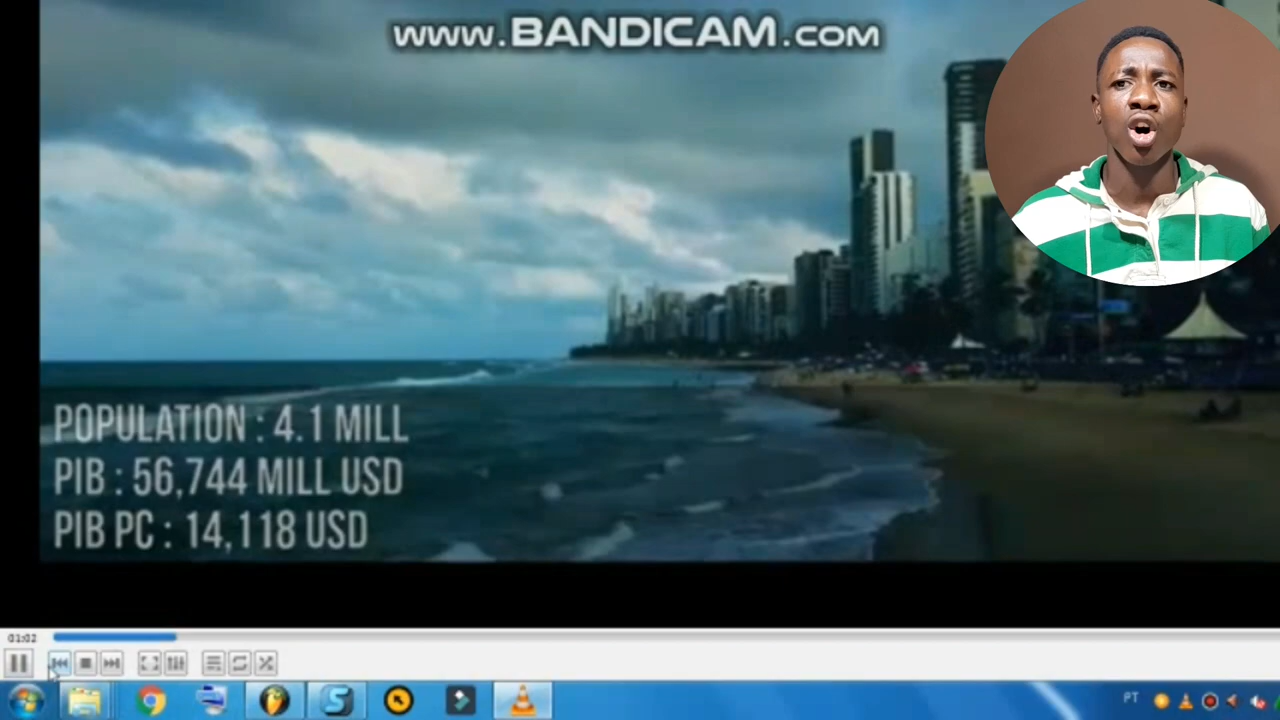 www.BANDICAM.com
POPULATION : 4.1 MILL
PIB : 56,744 MILL USD
PIB PC : 14,118 USD
01:02
PT